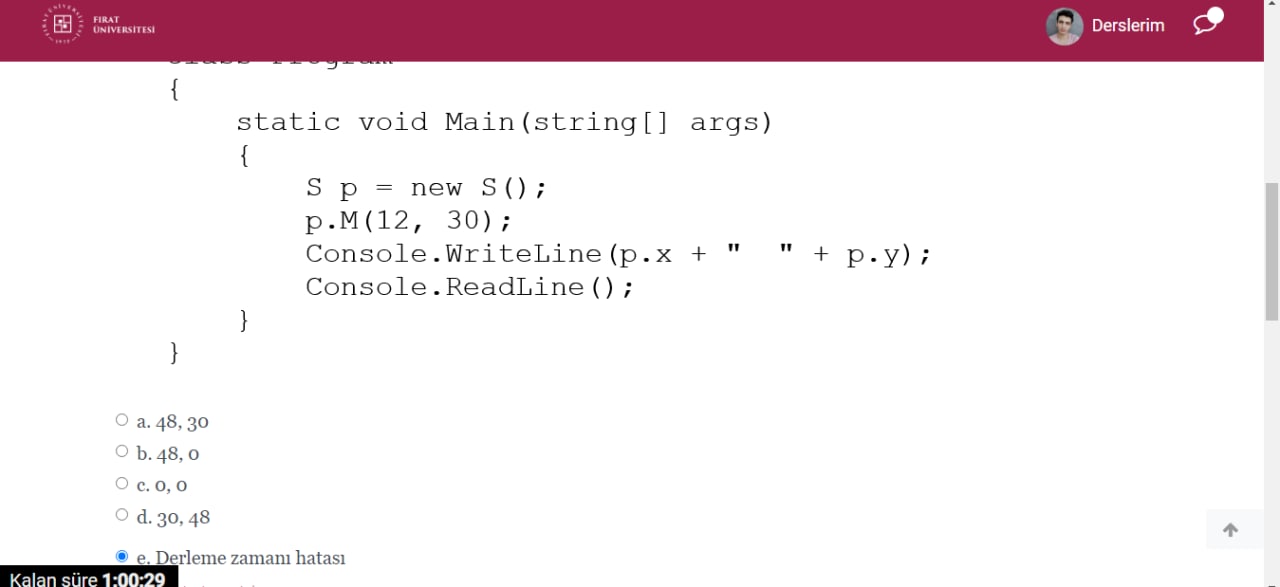 FIRAT
ÜNİVERSİTESİ
Derslerim
{
static void Main(string[] args)
{
S p = new S();
p.M(12, 30);
Console.WriteLine(p.x + "  " + p.y);
Console.ReadLine();
}
}
a. 48, 30
b. 48, 0
c. 0, 0
d. 30, 48
e. Derleme zamanı hatası
Kalan süre 1:00:29